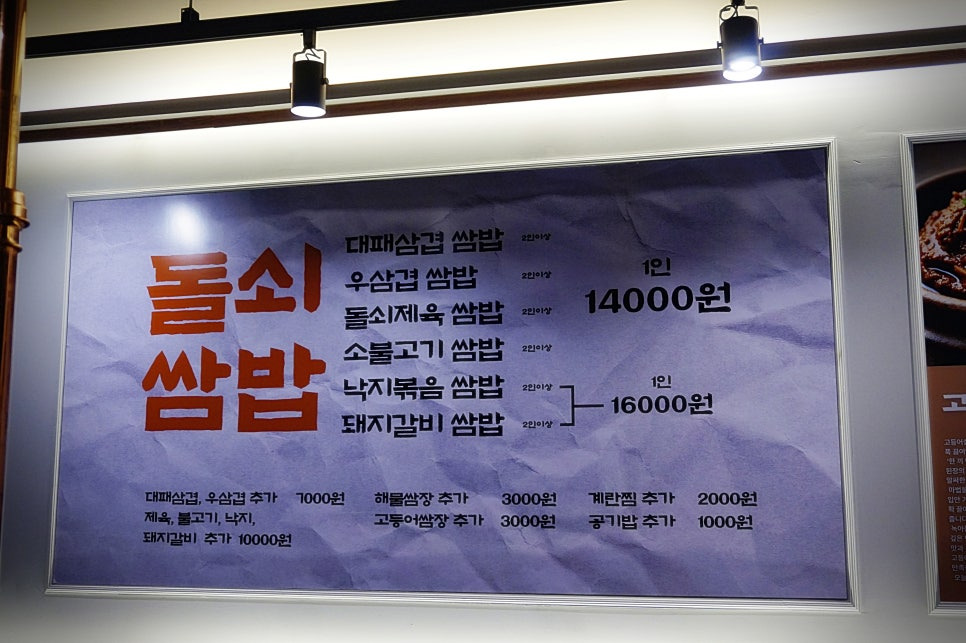 돌쇠
쌈밥
대패삼겹 쌈밥 2인이상
우삼겹 쌈밥 2인이상
돌쇠제육 쌈밥 2인이상
소불고기 쌈밥 2인이상
낙지볶음 쌈밥 2인이상
돼지갈비 쌈밥 2인이상
1인
14000원
1인
16000원
대패삼겹, 우삼겹 추가 7000원
제육, 불고기, 낙지,
돼지갈비 추가 10000원
해물쌈장 추가 3000원
고등어쌈장 추가 3000원
계란찜 추가 2000원
공기밥 추가 1000원
고등어쌈